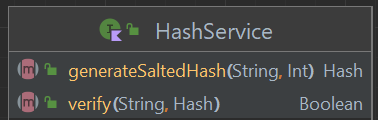 HashService
generateSaltedHash(String, Int) Hash
verify(String, Hash) Boolean